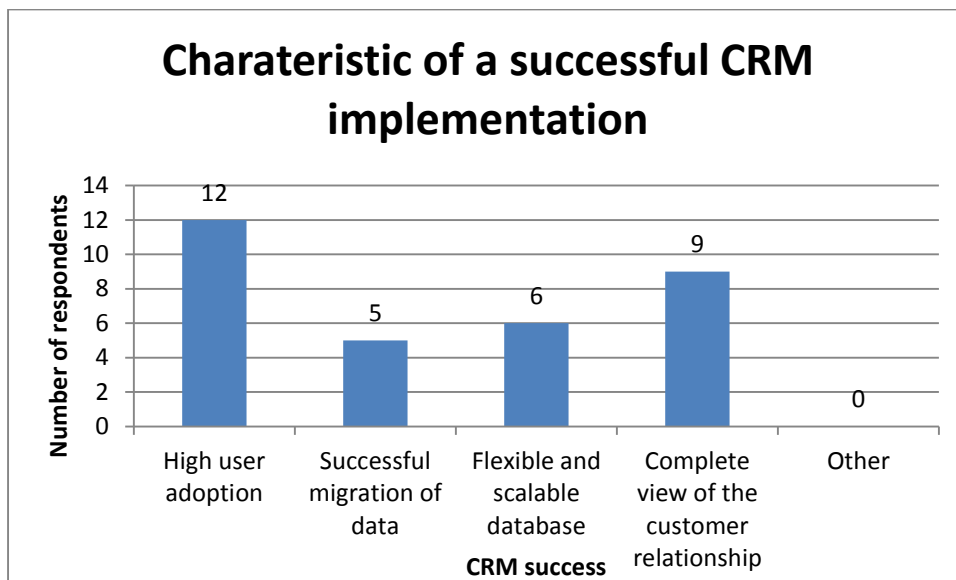 Charateristic of a successful CRM
implementation
Number of respondents
14
12
10
8
6
4
2
0
12
5
6
9
0
High user
adoption
Successful
migration of
data
Flexible and
scalable
database
Complete
view of the
customer
relationship
Other
CRM success